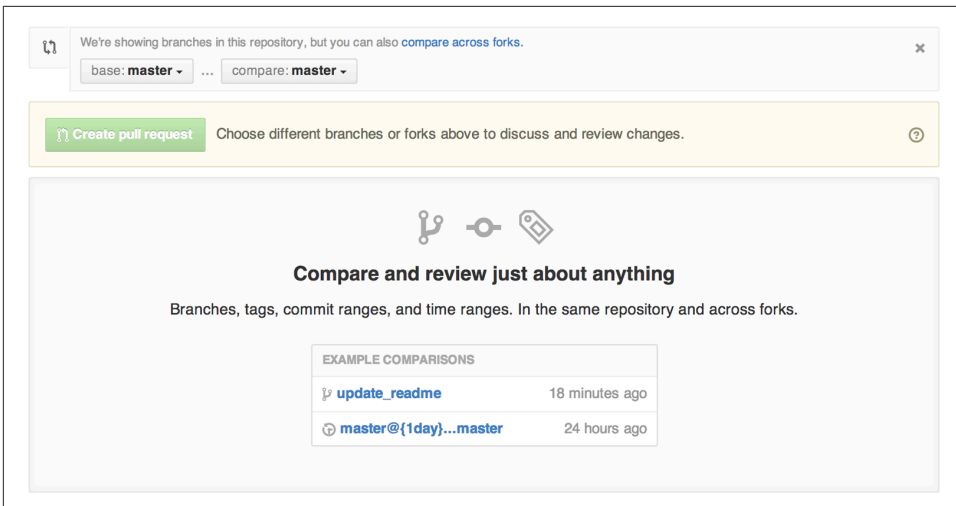 We're showing branches in this repository, but you can also compare across forks.
base: master ... compare: master
Create pull request Choose different branches or forks above to discuss and review changes.
Compare and review just about anything
Branches, tags, commit ranges, and time ranges. In the same repository and across forks.
EXAMPLE COMPARISONS
update_readme 18 minutes ago
master@{1day}...master 24 hours ago